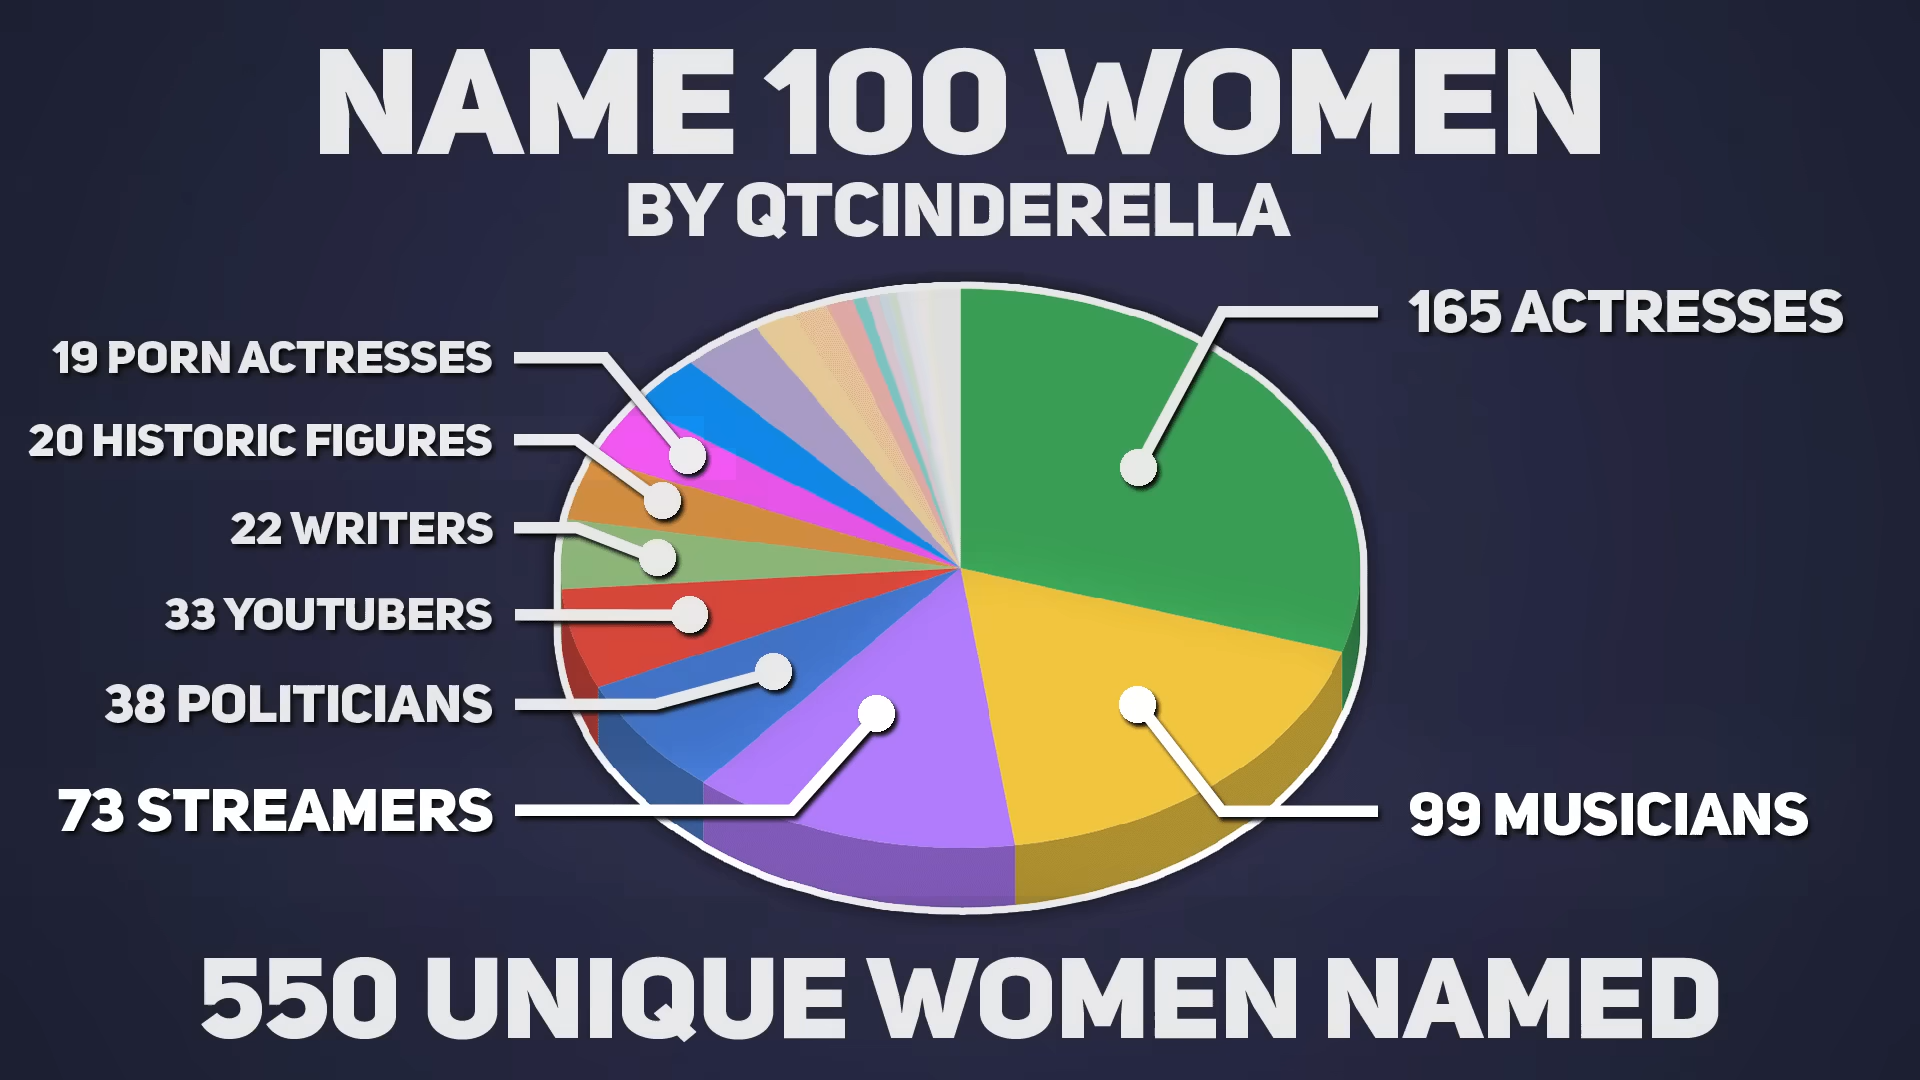 NAME 100 WOMEN
BY QTCINDERELLA
165 ACTRESSES
19 PORN ACTRESSES
20 HISTORIC FIGURES
22 WRITERS
33 YOUTUBERS
38 POLITICIANS
73 STREAMERS
99 MUSICIANS
550 UNIQUE WOMEN NAMED